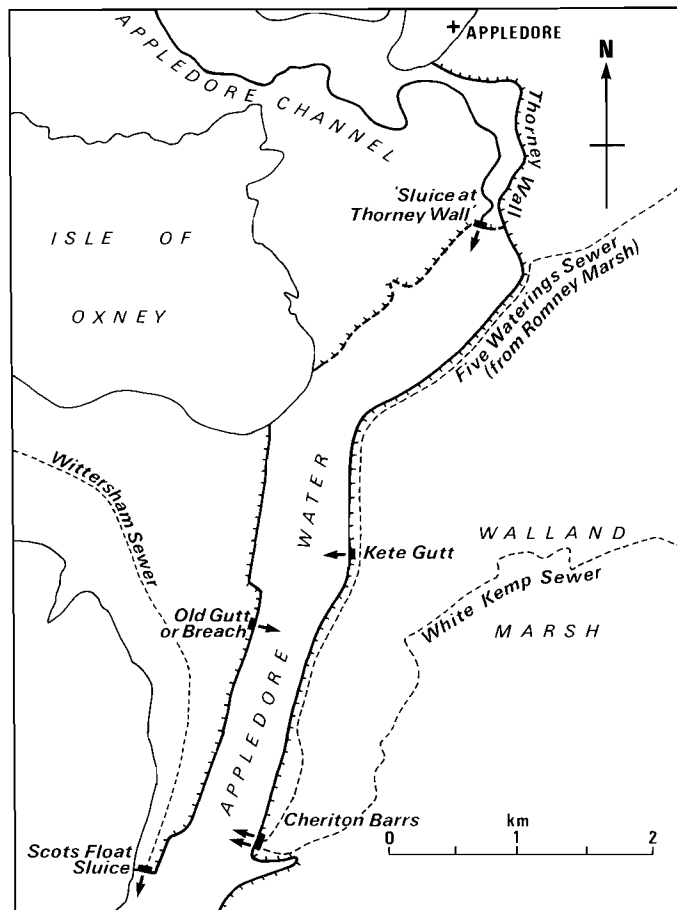 APPLEDORE
N
APPLEDORE CHANNEL
Thorney Wall
'Sluice at
Thorney Wall'
ISLE OF
OXNEY
Five Waterings Sewer
(from Romney Marsh)
Wittersham Sewer
APPLEDORE WATER
Kete Gutt
WALLAND
MARSH
White Kemp Sewer
Old Gutt
or Breach
Cheriton Barrs
Scots Float
Sluice
km
0 1 2